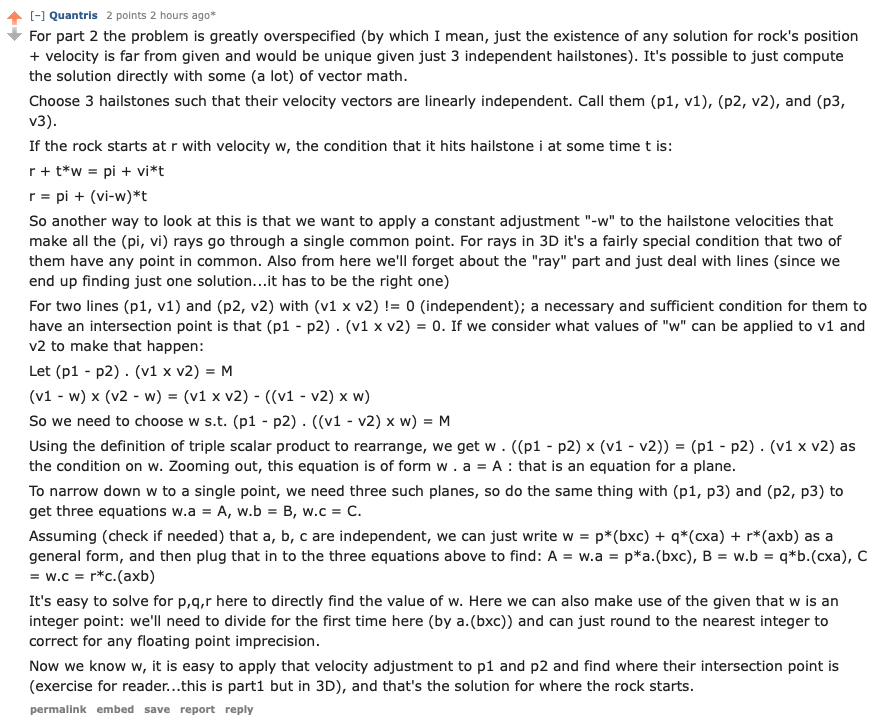 [–] Quantris 2 points 2 hours ago*
For part 2 the problem is greatly overspecified (by which I mean, just the existence of any solution for rock's position
+ velocity is far from given and would be unique given just 3 independent hailstones). It's possible to just compute
the solution directly with some (a lot) of vector math.
Choose 3 hailstones such that their velocity vectors are linearly independent. Call them (p1, v1), (p2, v2), and (p3,
v3).
If the rock starts at r with velocity w, the condition that it hits hailstone i at some time t is:
r + t*w = pi + vi*t
r = pi + (vi-w)*t
So another way to look at this is that we want to apply a constant adjustment "-w" to the hailstone velocities that
make all the (pi, vi) rays go through a single common point. For rays in 3D it's a fairly special condition that two of
them have any point in common. Also from here we'll forget about the "ray" part and just deal with lines (since we
end up finding just one solution...it has to be the right one)
For two lines (p1, v1) and (p2, v2) with (v1 x v2) != 0 (independent); a necessary and sufficient condition for them to
have an intersection point is that (p1 - p2) . (v1 x v2) = 0. If we consider what values of "w" can be applied to v1 and
v2 to make that happen:
Let (p1 - p2) . (v1 x v2) = M
(v1 - w) x (v2 - w) = (v1 x v2) - ((v1 - v2) x w)
So we need to choose w s.t. (p1 - p2) . ((v1 - v2) x w) = M
Using the definition of triple scalar product to rearrange, we get w . ((p1 - p2) x (v1 - v2)) = (p1 - p2) . (v1 x v2) as
the condition on w. Zooming out, this equation is of form w . a = A : that is an equation for a plane.
To narrow down w to a single point, we need three such planes, so do the same thing with (p1, p3) and (p2, p3) to
get three equations w.a = A, w.b = B, w.c = C.
Assuming (check if needed) that a, b, c are independent, we can just write w = p*(bxc) + q*(cxa) + r*(axb) as a
general form, and then plug that in to the three equations above to find: A = w.a = p*a.(bxc), B = w.b = q*b.(cxa), C
= w.c = r*c.(axb)
It's easy to solve for p,q,r here to directly find the value of w. Here we can also make use of the given that w is an
integer point: we'll need to divide for the first time here (by a.(bxc)) and can just round to the nearest integer to
correct for any floating point imprecision.
Now we know w, it is easy to apply that velocity adjustment to p1 and p2 and find where their intersection point is
(exercise for reader...this is part1 but in 3D), and that's the solution for where the rock starts.
permalink embed save report reply